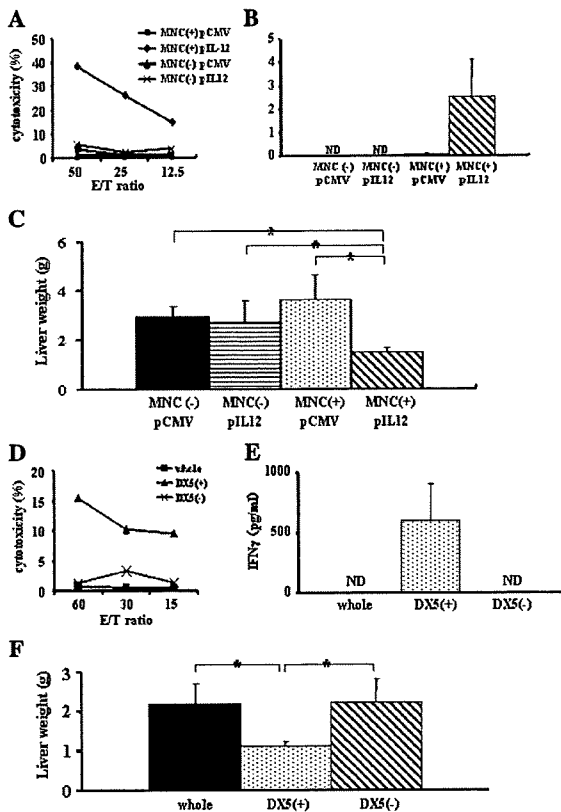 A
cytotoxicity (%)
50
40
30
20
10
0
50 25 12.5
E/T ratio
MNC(+) pCMV
MNC(+) pIL-12
MNC(-) pCMV
MNC(-) pIL12
B
5
4
3
2
1
0
ND ND
MNC (-) MNC(-) MNC(+) MNC(+)
pCMV pIL12 pCMV pIL12
C
Liver weight (g)
6
4
2
0
* * *
MNC (-) MNC(-) MNC(+) MNC(+)
pCMV pIL12 pCMV pIL12
D
cytotoxicity (%)
20
15
10
5
0
60 30 15
E/T ratio
whole
DX5(+)
DX5(-)
E
IFNγ (pg/ml)
1000
500
0
ND ND
whole DX5(+) DX5(-)
F
Liver weight (g)
3
2
1
0
* *
whole DX5(+) DX5(-)